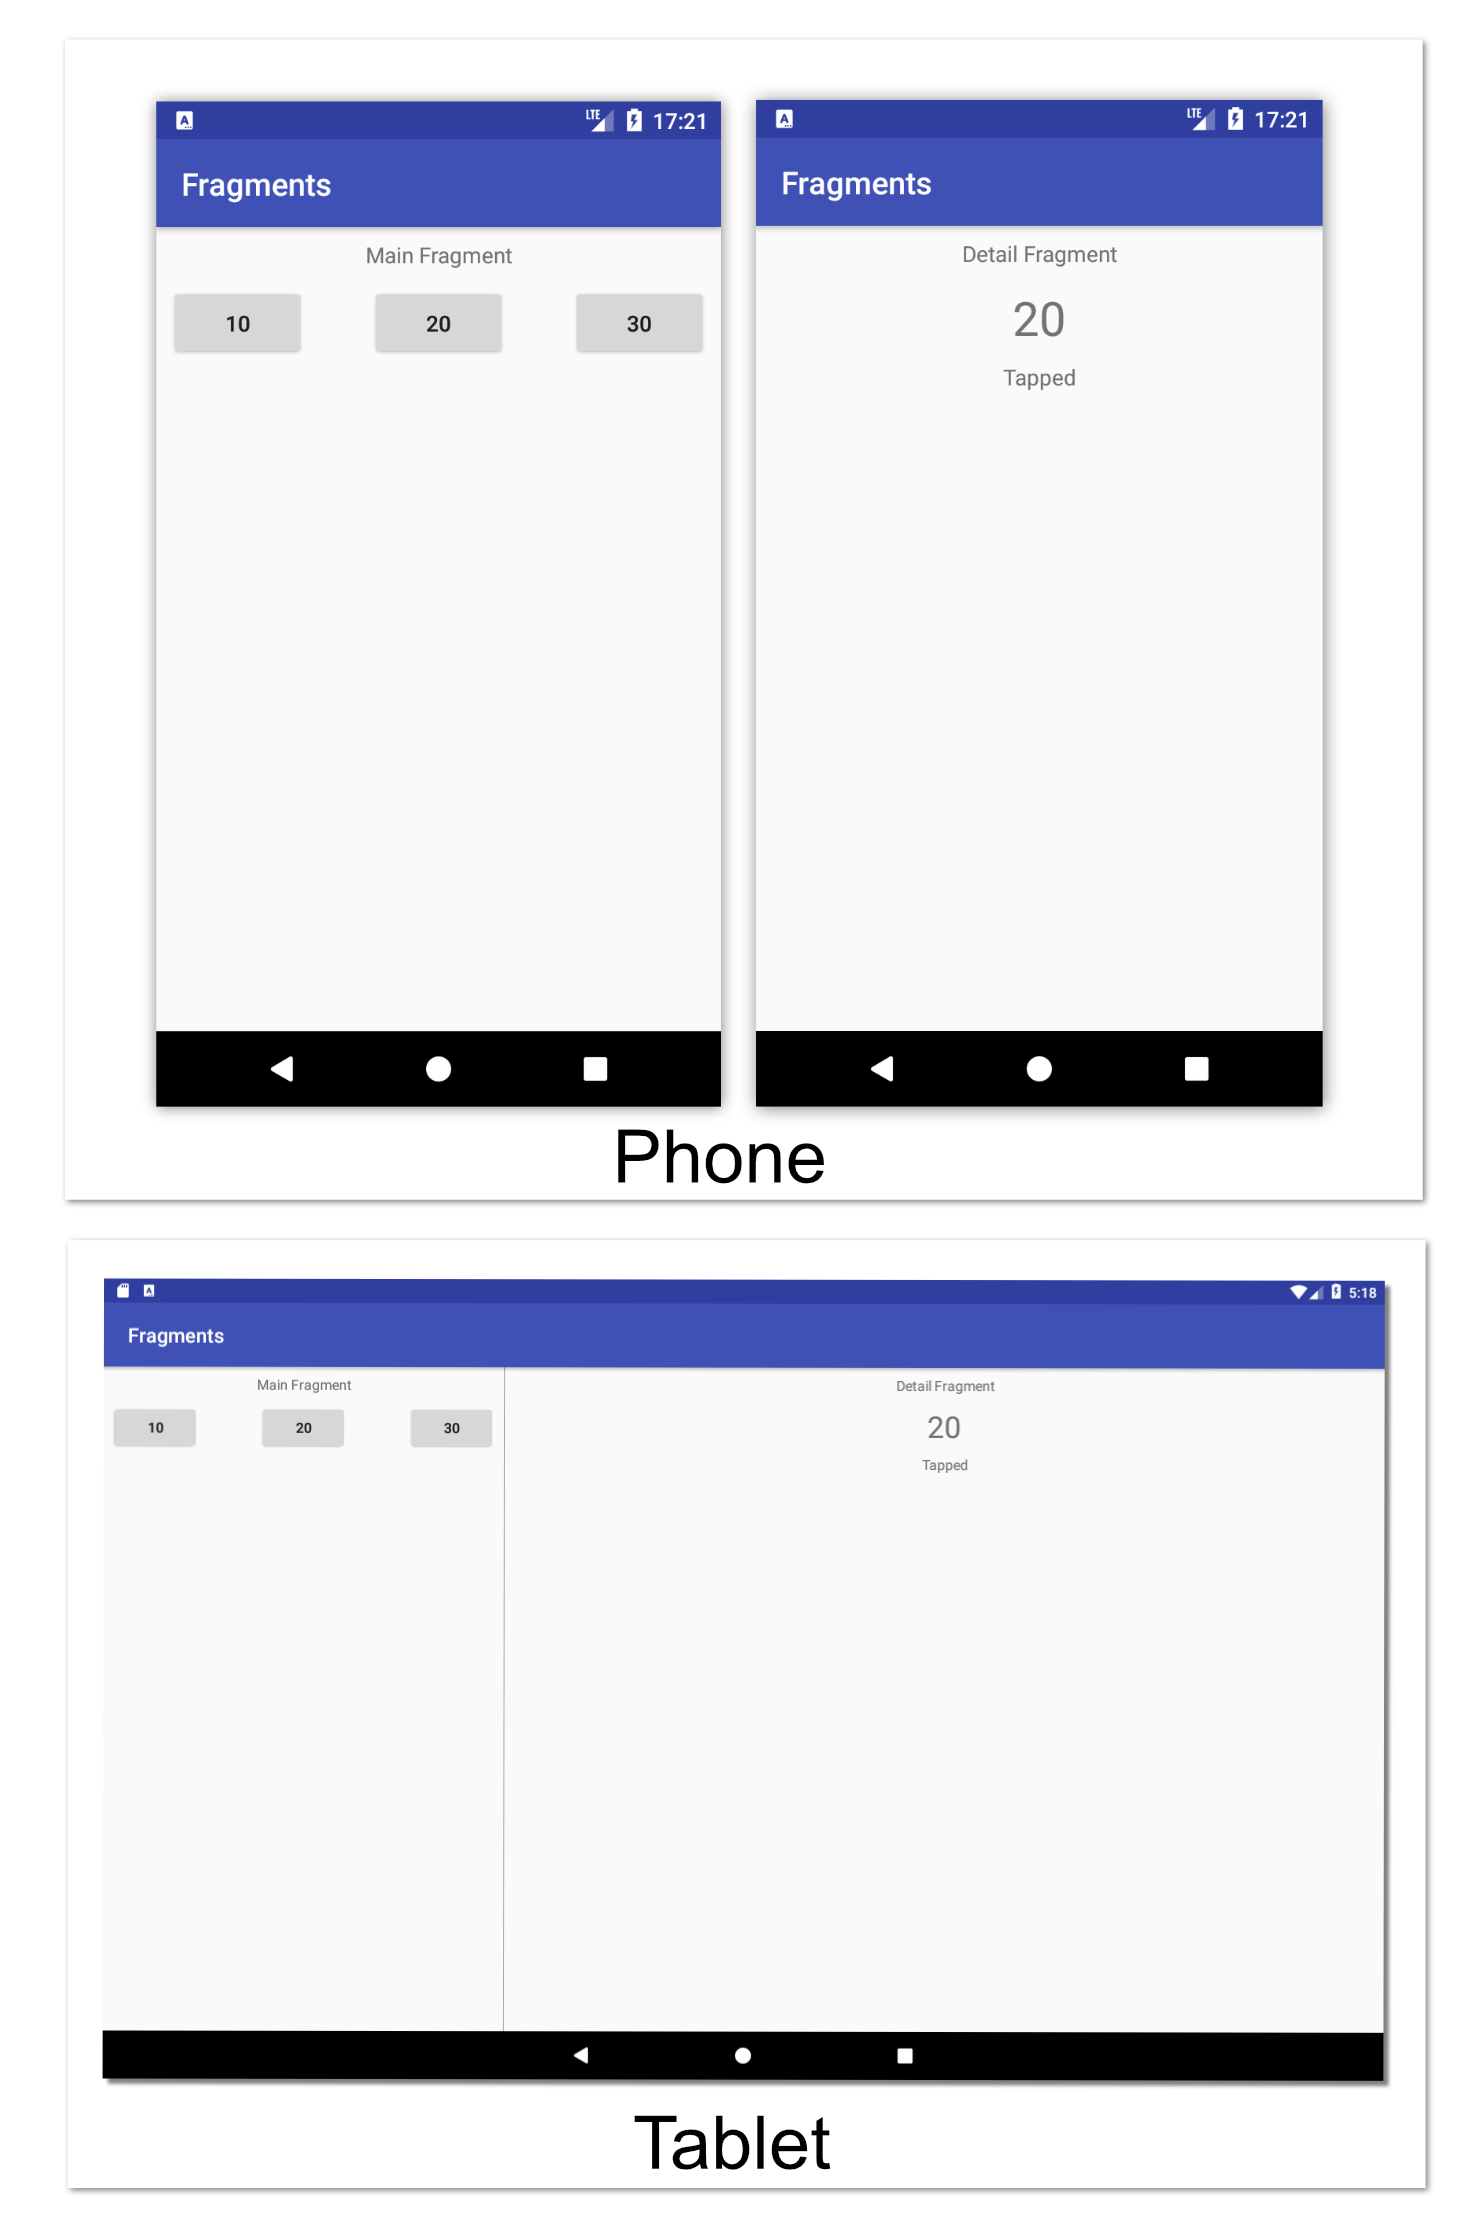 LTE 17:21
Fragments
Main Fragment
10 20 30
LTE 17:21
Fragments
Detail Fragment
20
Tapped
Phone
5:18
Fragments
Main Fragment
10 20 30
Detail Fragment
20
Tapped
Tablet